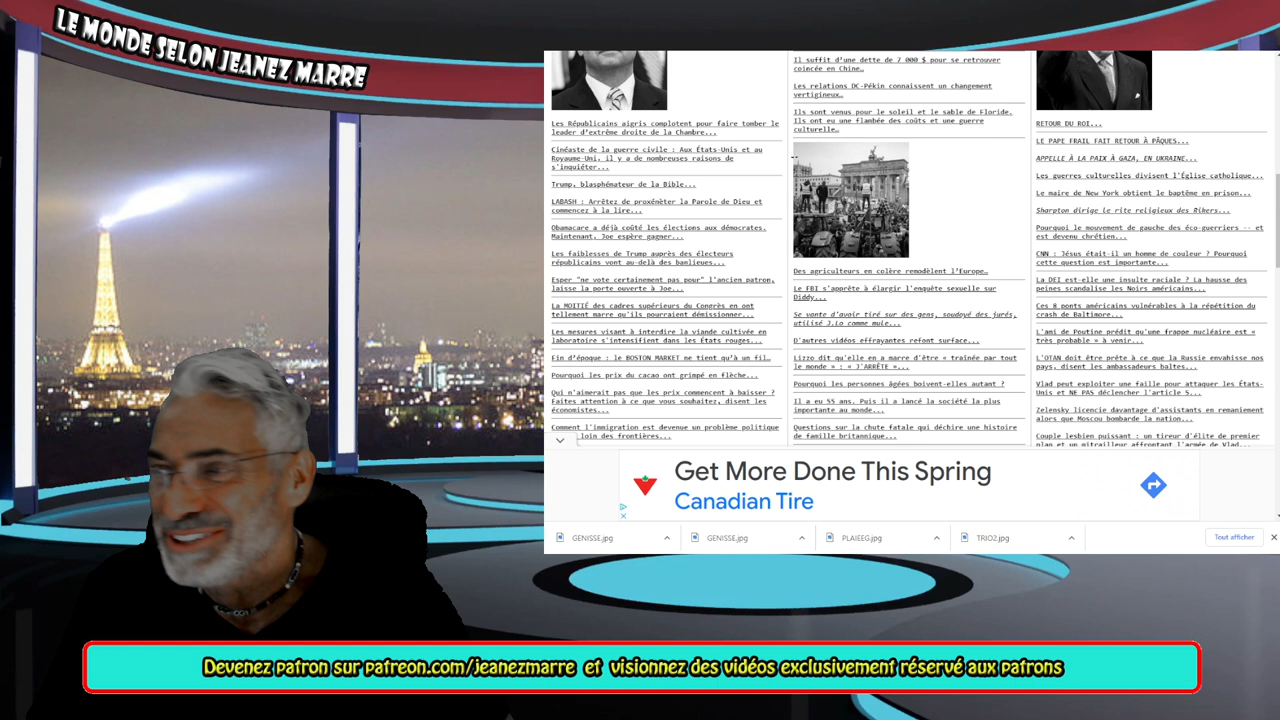 LE MONDE SELON JEANEZ MARRE
Les Républicains aigris complotent pour faire tomber le
leader d'extrême droite de la Chambre...
Cinéaste de la guerre civile : Aux États-Unis et au
Royaume-Uni, il y a de nombreuses raisons de
s'inquiéter...
Trump, blasphémateur de la Bible...
LABASH : Arrêtez de proxénèter la Parole de Dieu et
commencez à la lire...
Obamacare a déjà coûté les élections aux démocrates.
Maintenant, Joe espère gagner...
Les faiblesses de Trump auprès des électeurs
républicains vont au-delà des banlieues...
Esper "ne vote certainement pas pour" l'ancien patron,
laisse la porte ouverte à Joe...
La MOITIÉ des cadres supérieurs du Congrès en ont
tellement marre qu'ils pourraient démissionner...
Les mesures visant à interdire la viande cultivée en
laboratoire s'intensifient dans les États rouges...
Fin d'époque : le BOSTON MARKET ne tient qu'à un fil…
Pourquoi les prix du cacao ont grimpé en flèche...
Qui n'aimerait pas que les prix commencent à baisser ?
Faites attention à ce que vous souhaitez, disent les
économistes...
Comment l'immigration est devenue un problème politique
loin des frontières...
Il suffit d'une dette de 7 000 $ pour se retrouver
coincée en Chine…
Les relations DC-Pékin connaissent un changement
vertigineux…
Ils sont venus pour le soleil et le sable de Floride.
Ils ont eu une flambée des coûts et une guerre
culturelle…
Des agriculteurs en colère remodèlent l'Europe…
Le FBI s'apprête à élargir l'enquête sexuelle sur
Diddy...
Se vante d'avoir tiré sur des gens, soudoyé des jurés,
utilisé J.Lo comme mule...
D'autres vidéos effrayantes refont surface...
Lizzo dit qu'elle en a marre d'être « traînée par tout
le monde » : « J'ARRÊTE »...
Pourquoi les personnes âgées boivent-elles autant ?
Il a eu 55 ans. Puis il a lancé la société la plus
importante au monde...
Questions sur la chute fatale qui déchire une histoire
de famille britannique...
RETOUR DU ROI...
LE PAPE FRAIL FAIT RETOUR À PÂQUES...
APPELLE À LA PAIX À GAZA, EN UKRAINE...
Les guerres culturelles divisent l'Église catholique...
Le maire de New York obtient le baptême en prison...
Sharpton dirige le rite religieux des Rikers...
Pourquoi le mouvement de gauche des éco-guerriers -- et
est devenu chrétien...
CNN : Jésus était-il un homme de couleur ? Pourquoi
cette question est importante...
La DEI est-elle une insulte raciale ? La hausse des
peines scandalise les Noirs américains...
Ces 8 ponts américains vulnérables à la répétition du
crash de Baltimore...
L'ami de Poutine prédit qu'une frappe nucléaire est «
très probable » à venir...
L'OTAN doit être prête à ce que la Russie envahisse nos
pays, disent les ambassadeurs baltes...
Vlad peut exploiter une faille pour attaquer les États-
Unis et NE PAS déclencher l'article 5...
Zelensky licencie davantage d'assistants en remaniement
alors que Moscou bombarde la nation...
Couple lesbien puissant : un tireur d'élite de premier
plan et un mitrailleur affrontant l'armée de Vlad...
Get More Done This Spring
Canadian Tire
GENISSE.jpg
GENISSE.jpg
PLAIEEG.jpg
TRIO2.jpg
Tout afficher
Devenez patron sur patreon.com/jeanezmarre et visionnez des vidéos exclusivement réservé aux patrons